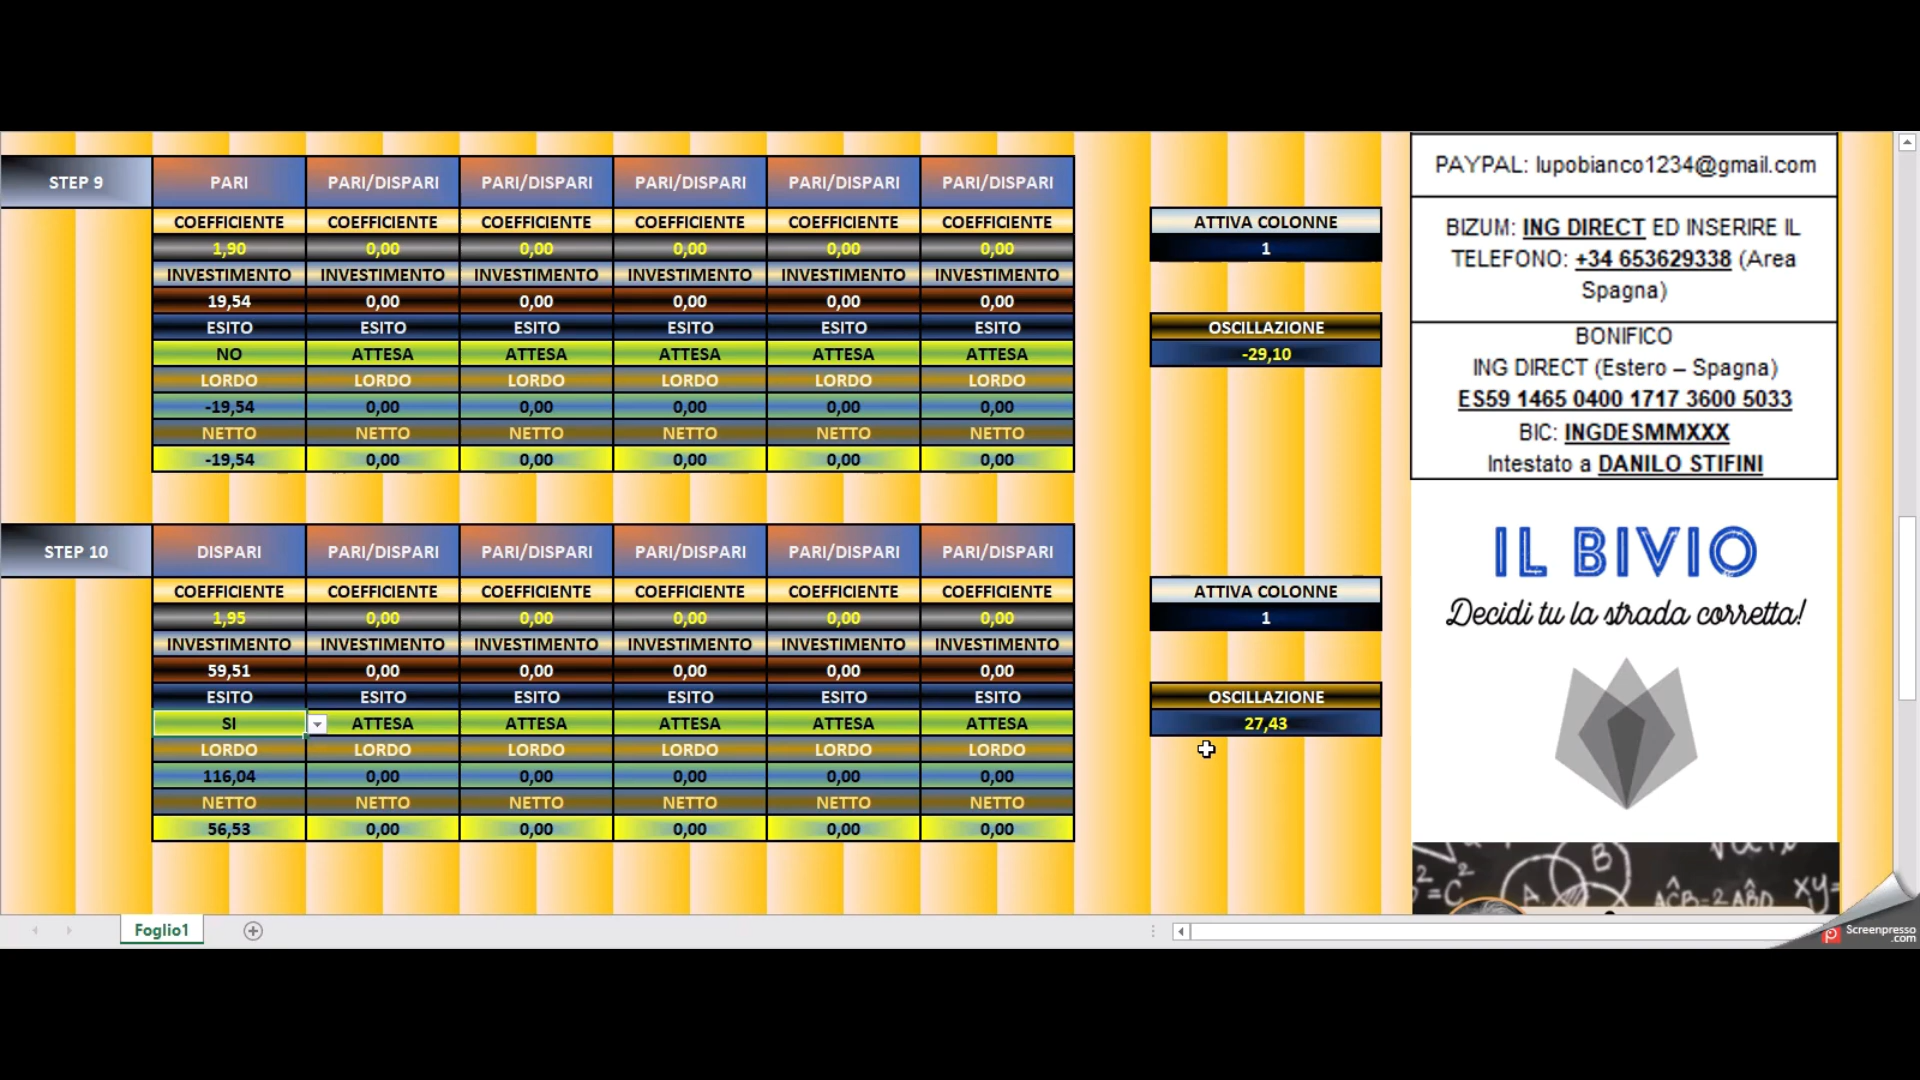 STEP 9 PARI PARI/DISPARI PARI/DISPARI PARI/DISPARI PARI/DISPARI PARI/DISPARI
COEFFICIENTE COEFFICIENTE COEFFICIENTE COEFFICIENTE COEFFICIENTE COEFFICIENTE
1,90 0,00 0,00 0,00 0,00 0,00
INVESTIMENTO INVESTIMENTO INVESTIMENTO INVESTIMENTO INVESTIMENTO INVESTIMENTO
19,54 0,00 0,00 0,00 0,00 0,00
ESITO ESITO ESITO ESITO ESITO ESITO
NO ATTESA ATTESA ATTESA ATTESA ATTESA
LORDO LORDO LORDO LORDO LORDO LORDO
-19,54 0,00 0,00 0,00 0,00 0,00
NETTO NETTO NETTO NETTO NETTO NETTO
-19,54 0,00 0,00 0,00 0,00 0,00
ATTIVA COLONNE
1
OSCILLAZIONE
-29,10
STEP 10 DISPARI PARI/DISPARI PARI/DISPARI PARI/DISPARI PARI/DISPARI PARI/DISPARI
COEFFICIENTE COEFFICIENTE COEFFICIENTE COEFFICIENTE COEFFICIENTE COEFFICIENTE
1,95 0,00 0,00 0,00 0,00 0,00
INVESTIMENTO INVESTIMENTO INVESTIMENTO INVESTIMENTO INVESTIMENTO INVESTIMENTO
59,51 0,00 0,00 0,00 0,00 0,00
ESITO ESITO ESITO ESITO ESITO ESITO
SI ATTESA ATTESA ATTESA ATTESA ATTESA
LORDO LORDO LORDO LORDO LORDO LORDO
116,04 0,00 0,00 0,00 0,00 0,00
NETTO NETTO NETTO NETTO NETTO NETTO
56,53 0,00 0,00 0,00 0,00 0,00
ATTIVA COLONNE
1
OSCILLAZIONE
27,43
PAYPAL: lupobianco1234@gmail.com
BIZUM: ING DIRECT ED INSERIRE IL
TELEFONO: +34 653629338 (Area
Spagna)
BONIFICO
ING DIRECT (Estero – Spagna)
ES59 1465 0400 1717 3600 5033
BIC: INGDESMMXXX
Intestato a DANILO STIFINI
IL BIVIO
Decidi tu la strada corretta!
B
A
AĈB=2AB̂D
Foglio1
Screenpresso
.com